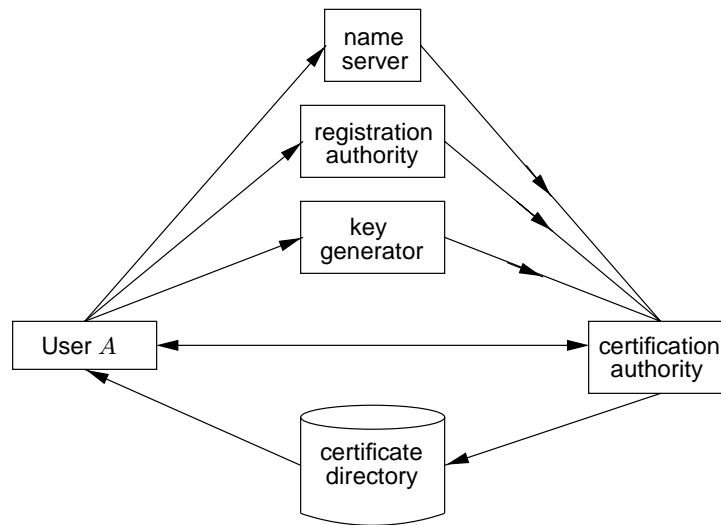 name
server
registration
authority
key
generator
User A
certification
authority
certificate
directory